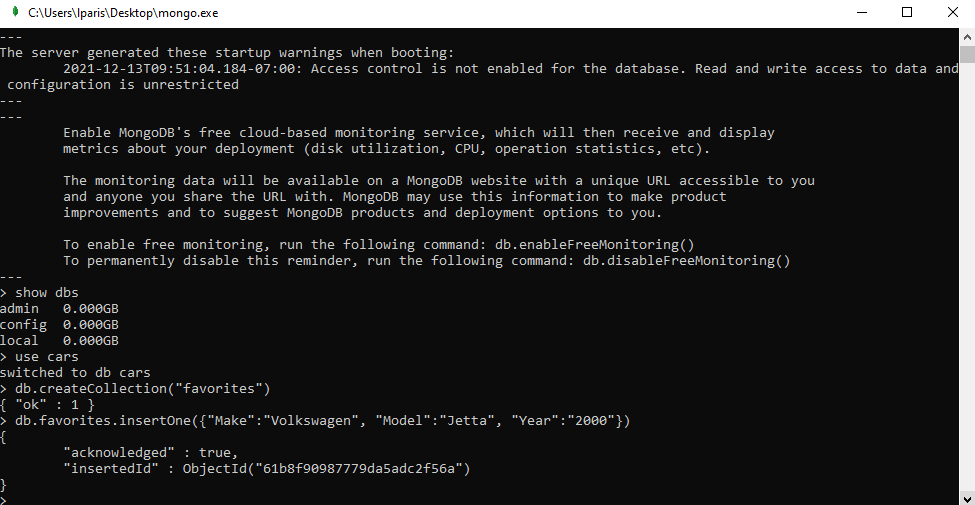 C:\Users\lparis\Desktop\mongo.exe
---
The server generated these startup warnings when booting:
        2021-12-13T09:51:04.184-07:00: Access control is not enabled for the database. Read and write access to data and
 configuration is unrestricted
---
---
        Enable MongoDB's free cloud-based monitoring service, which will then receive and display
        metrics about your deployment (disk utilization, CPU, operation statistics, etc).

        The monitoring data will be available on a MongoDB website with a unique URL accessible to you
        and anyone you share the URL with. MongoDB may use this information to make product
        improvements and to suggest MongoDB products and deployment options to you.

        To enable free monitoring, run the following command: db.enableFreeMonitoring()
        To permanently disable this reminder, run the following command: db.disableFreeMonitoring()
---
> show dbs
admin   0.000GB
config  0.000GB
local   0.000GB
> use cars
switched to db cars
> db.createCollection("favorites")
{ "ok" : 1 }
> db.favorites.insertOne({"Make":"Volkswagen", "Model":"Jetta", "Year":"2000"})
{
        "acknowledged" : true,
        "insertedId" : ObjectId("61b8f90987779da5adc2f56a")
}
>